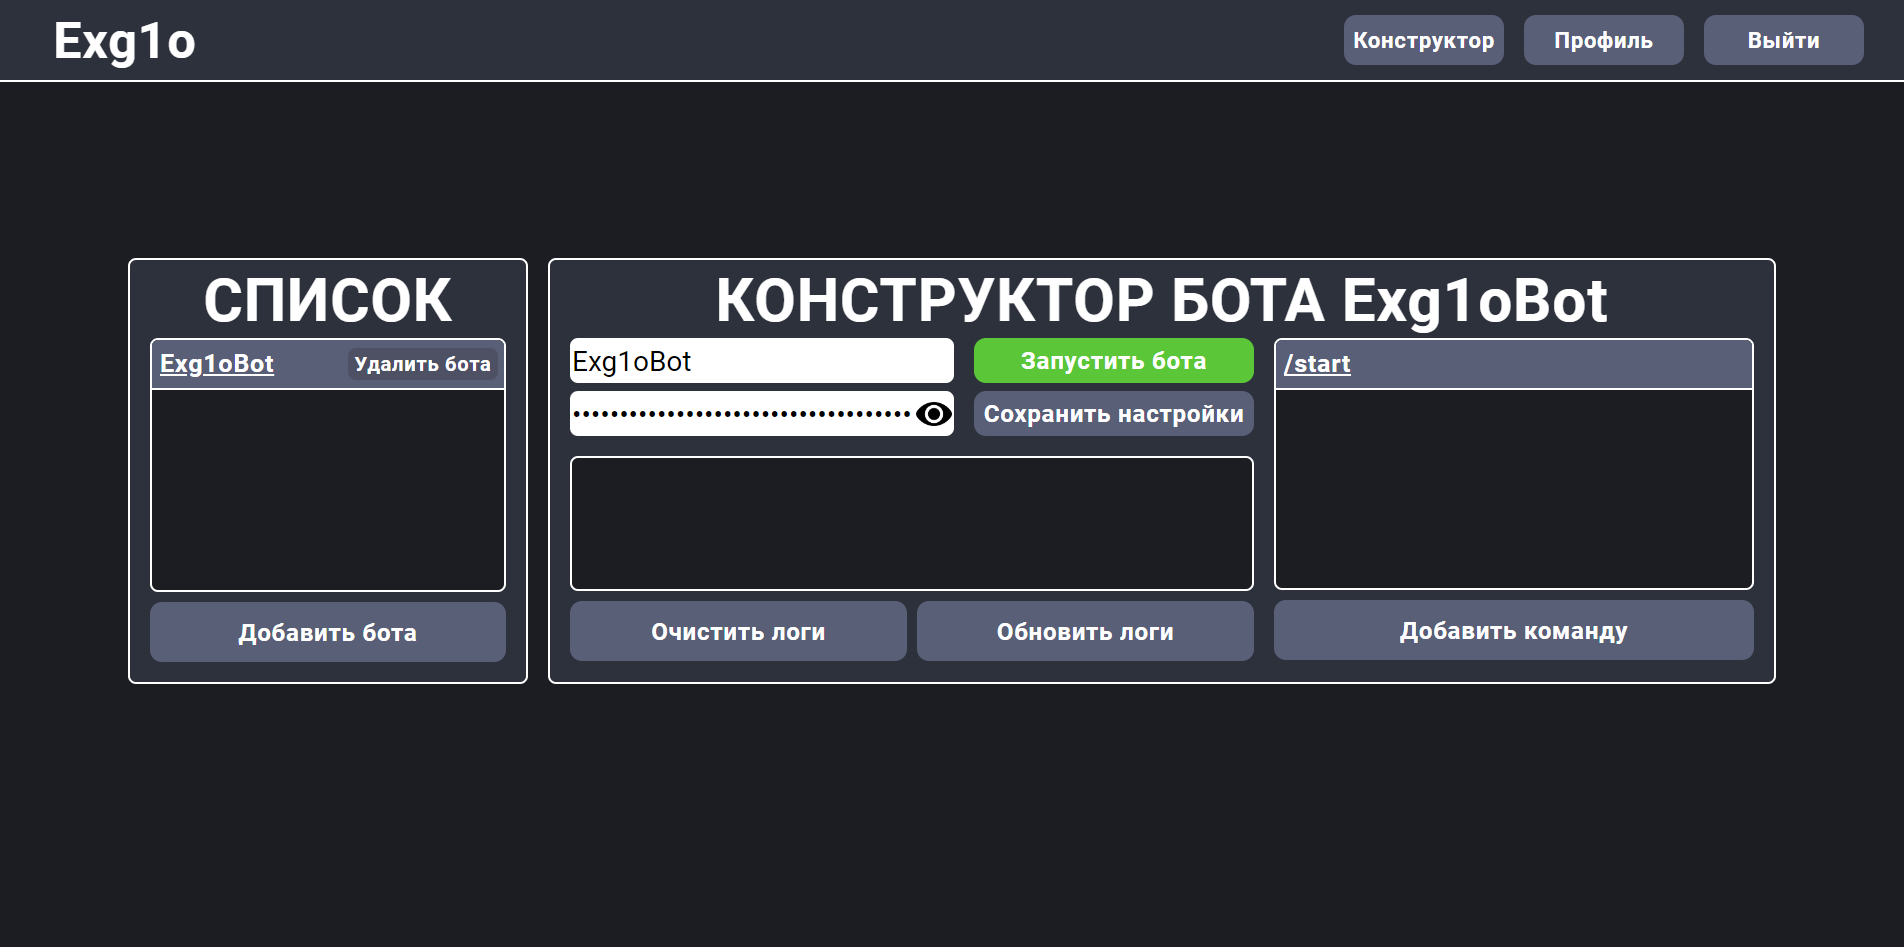 Exg1o
Конструктор
Профиль
Выйти
СПИСОК
Exg1oBot
Удалить бота
Добавить бота
КОНСТРУКТОР БОТА Exg1oBot
Exg1oBot
Запустить бота
••••••••••••••••••••••••••••••••••••
Сохранить настройки
Очистить логи
Обновить логи
/start
Добавить команду